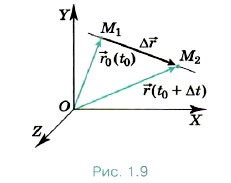 Y
M₁ Δr⃗
M₂
r⃗₀(t₀)
r⃗(t₀ + Δt)
O
X
Z
Рис. 1.9